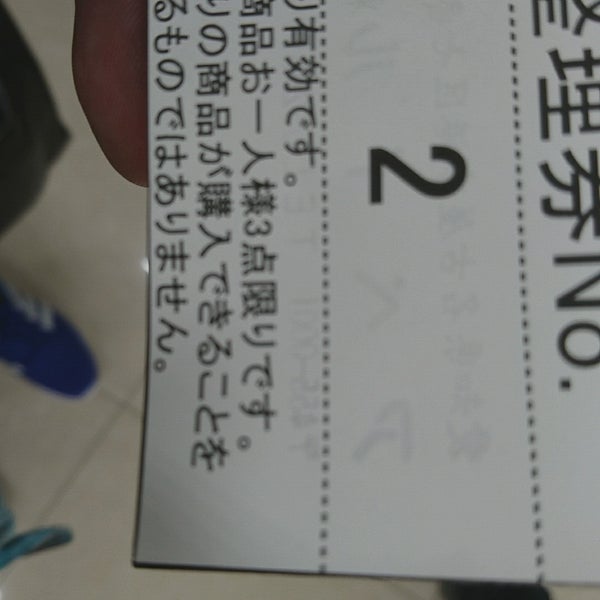 整理券No.
2
り有効です。
商品お一人様3点限りです。
りの商品が購入できることを
るものではありません。